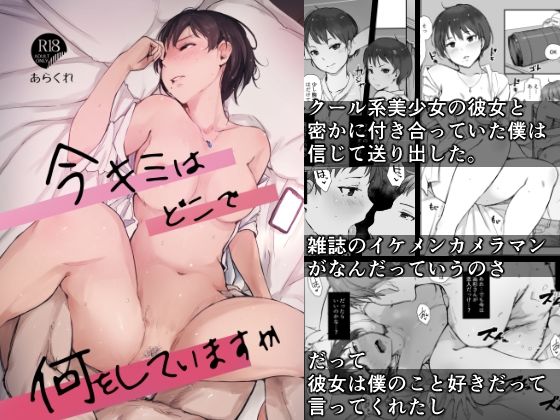 R18
ADULT ONLY
あらくれ
今キミは
どこで
何をしていますか
クール系美少女の彼女と
密かに付き合っていた僕は
信じて送り出した。
雑誌のイケメンカメラマン
がなんだっていうのさ
だって
彼女は僕のこと好きだって
言ってくれたし